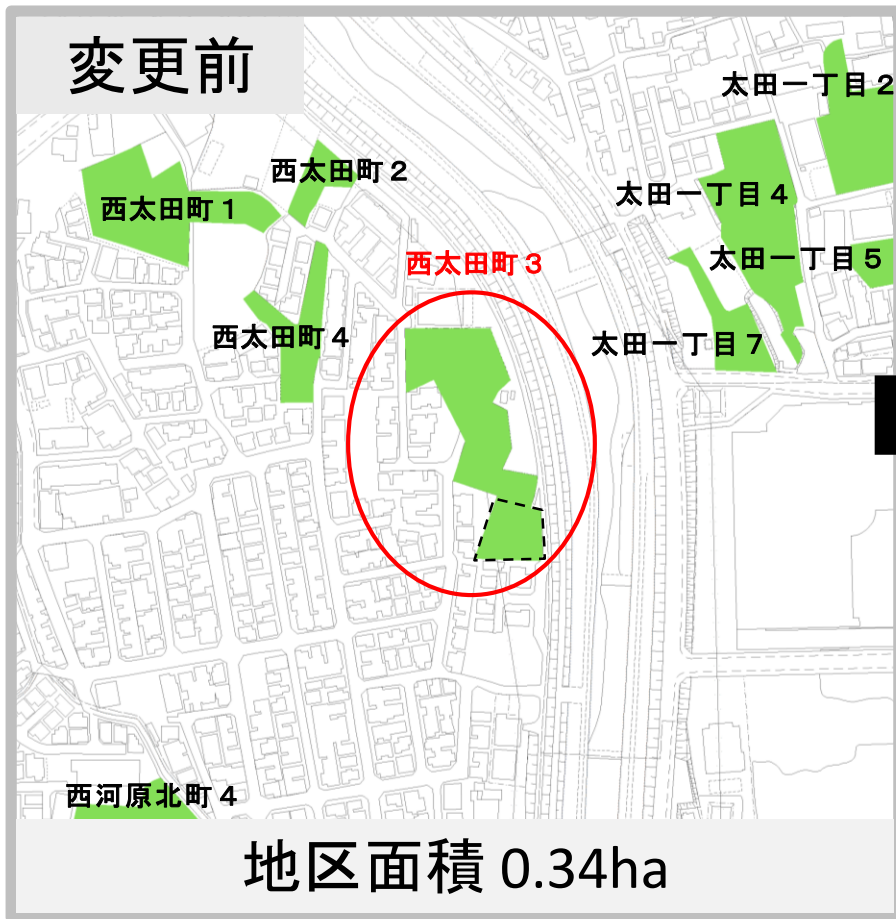 変更前
太田一丁目２
西太田町２
太田一丁目４
西太田町１
西太田町３
太田一丁目５
西太田町４
太田一丁目７
西河原北町４
地区面積 0.34ha